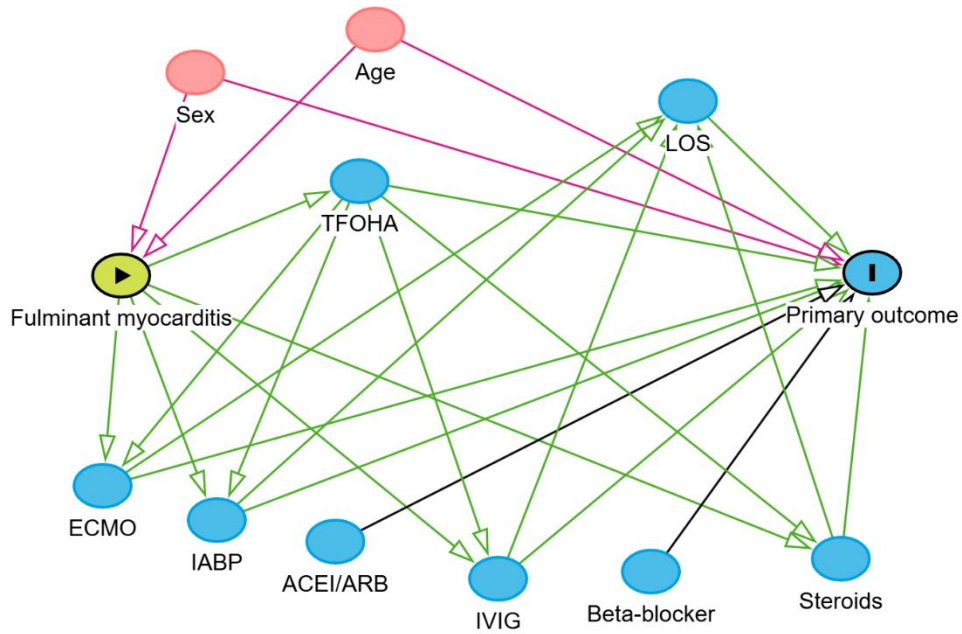 Age
Sex
LOS
TFOHA
Fulminant myocarditis
Primary outcome
ECMO
IABP
ACEI/ARB
IVIG
Beta-blocker
Steroids